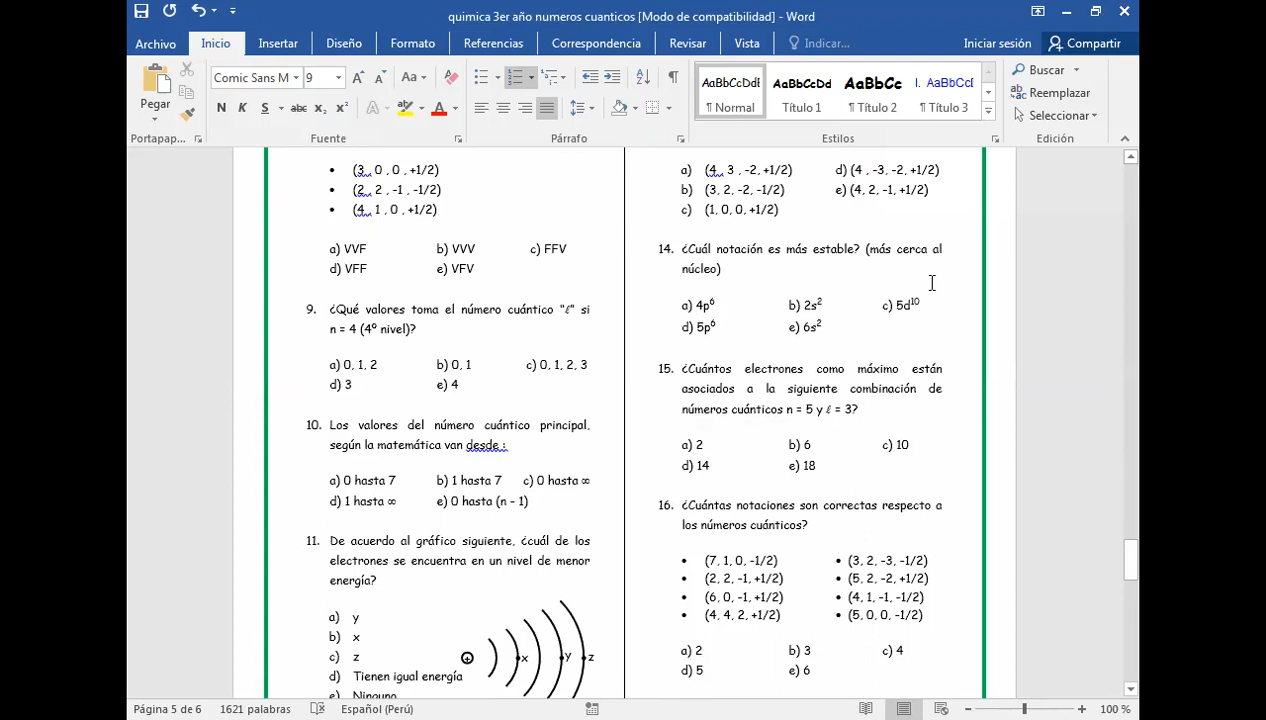 quimica 3er año numeros cuanticos [Modo de compatibilidad] - Word
Archivo Inicio Insertar Diseño Formato Referencias Correspondencia Revisar Vista Indicar... Iniciar sesión Compartir
Pegar
Comic Sans M 9 Aa
N K S abc x₂ x² A A
AaBbCcDdE AaBbCcDd AaBbCc I. AaBbCcD
¶ Normal Título 1 ¶ Título 2 ¶ Título 3
Buscar
Reemplazar
Seleccionar
Portapap... Fuente Párrafo Estilos Edición
• (3, 0 , 0 , +1/2)
• (2 , 2 , -1 , -1/2)
• (4 , 1 , 0 , +1/2)
a) VVF b) VVV c) FFV
d) VFF e) VFV
9. ¿Qué valores toma el número cuántico "ℓ" si
n = 4 (4º nivel)?
a) 0, 1, 2 b) 0, 1 c) 0, 1, 2, 3
d) 3 e) 4
10. Los valores del número cuántico principal,
según la matemática van desde :
a) 0 hasta 7 b) 1 hasta 7 c) 0 hasta ∞
d) 1 hasta ∞ e) 0 hasta (n – 1)
11. De acuerdo al gráfico siguiente, ¿cuál de los
electrones se encuentra en un nivel de menor
energía?
a) y
b) x
c) z
d) Tienen igual energía
e) Ninguno
+ x y z
a) (4, 3 , -2, +1/2) d) (4 , -3, -2, +1/2)
b) (3, 2, -2, -1/2) e) (4, 2, -1, +1/2)
c) (1, 0, 0, +1/2)
14. ¿Cuál notación es más estable? (más cerca al
núcleo)
a) 4p⁶ b) 2s² c) 5d¹⁰
d) 5p⁶ e) 6s²
15. ¿Cuántos electrones como máximo están
asociados a la siguiente combinación de
números cuánticos n = 5 y ℓ = 3?
a) 2 b) 6 c) 10
d) 14 e) 18
16. ¿Cuántas notaciones son correctas respecto a
los números cuánticos?
• (7, 1, 0, -1/2) • (3, 2, -3, -1/2)
• (2, 2, -1, +1/2) • (5, 2, -2, +1/2)
• (6, 0, -1, +1/2) • (4, 1, -1, -1/2)
• (4, 4, 2, +1/2) • (5, 0, 0, -1/2)
a) 2 b) 3 c) 4
d) 5 e) 6
Página 5 de 6 1621 palabras Español (Perú) 100 %